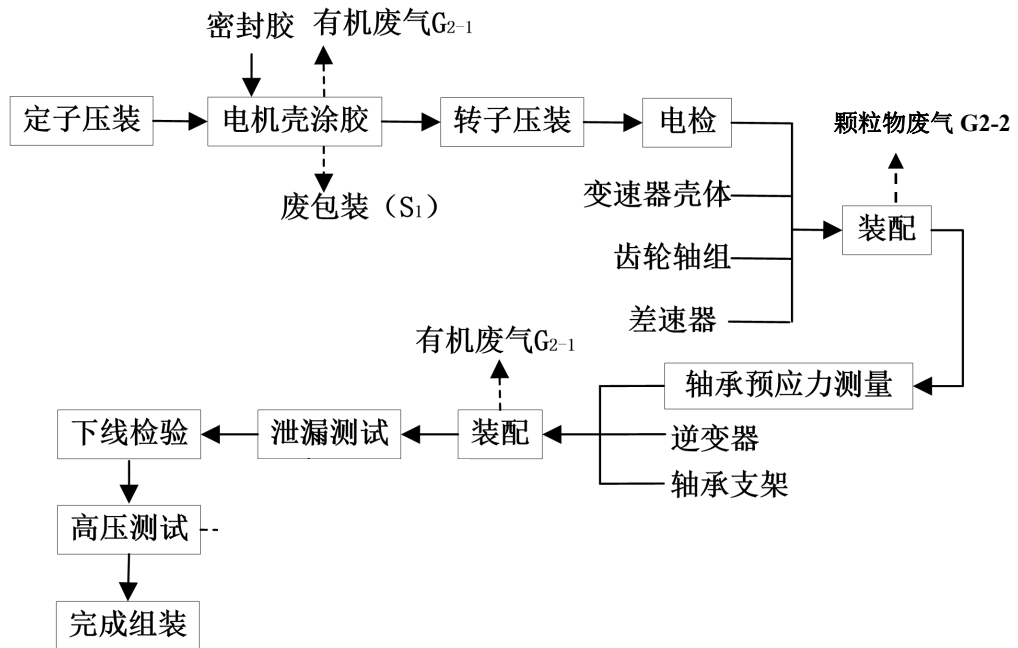 密封胶 有机废气G2-1
定子压装 电机壳涂胶 转子压装 电检
颗粒物废气 G2-2
变速器壳体
废包装（S1）
装配
齿轮轴组
差速器
有机废气G2-1
轴承预应力测量
下线检验 泄漏测试 装配
逆变器
轴承支架
高压测试
完成组装